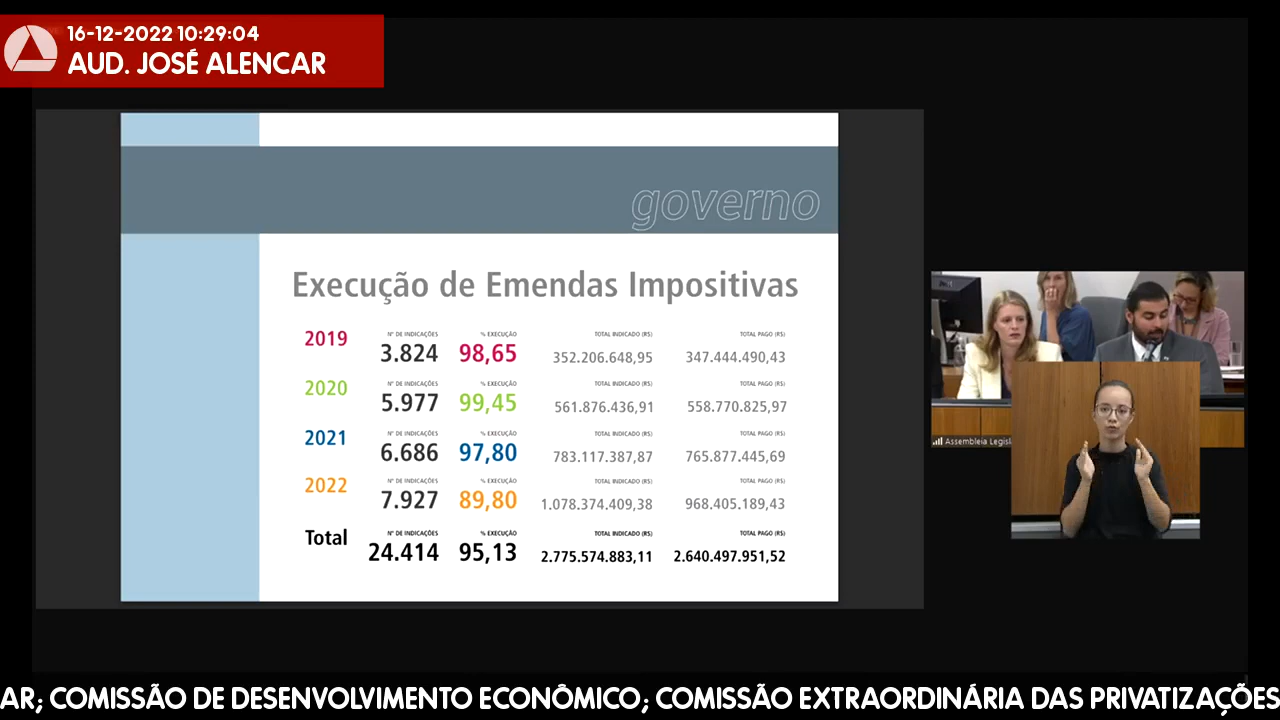 16-12-2022 10:29:04
AUD. JOSÉ ALENCAR
governo
Execução de Emendas Impositivas
2019 Nº DE INDICAÇÕES % EXECUÇÃO TOTAL INDICADO (R$) TOTAL PAGO (R$)
3.824 98,65 352.206.648,95 347.444.490,43
2020 Nº DE INDICAÇÕES % EXECUÇÃO TOTAL INDICADO (R$) TOTAL PAGO (R$)
5.977 99,45 561.876.436,91 558.770.825,97
2021 Nº DE INDICAÇÕES % EXECUÇÃO TOTAL INDICADO (R$) TOTAL PAGO (R$)
6.686 97,80 783.117.387,87 765.877.445,69
2022 Nº DE INDICAÇÕES % EXECUÇÃO TOTAL INDICADO (R$) TOTAL PAGO (R$)
7.927 89,80 1.078.374.409,38 968.405.189,43
Total Nº DE INDICAÇÕES % EXECUÇÃO TOTAL INDICADO (R$) TOTAL PAGO (R$)
24.414 95,13 2.775.574.883,11 2.640.497.951,52
Assembleia Legisl
AR; COMISSÃO DE DESENVOLVIMENTO ECONÔMICO; COMISSÃO EXTRAORDINÁRIA DAS PRIVATIZAÇÕES